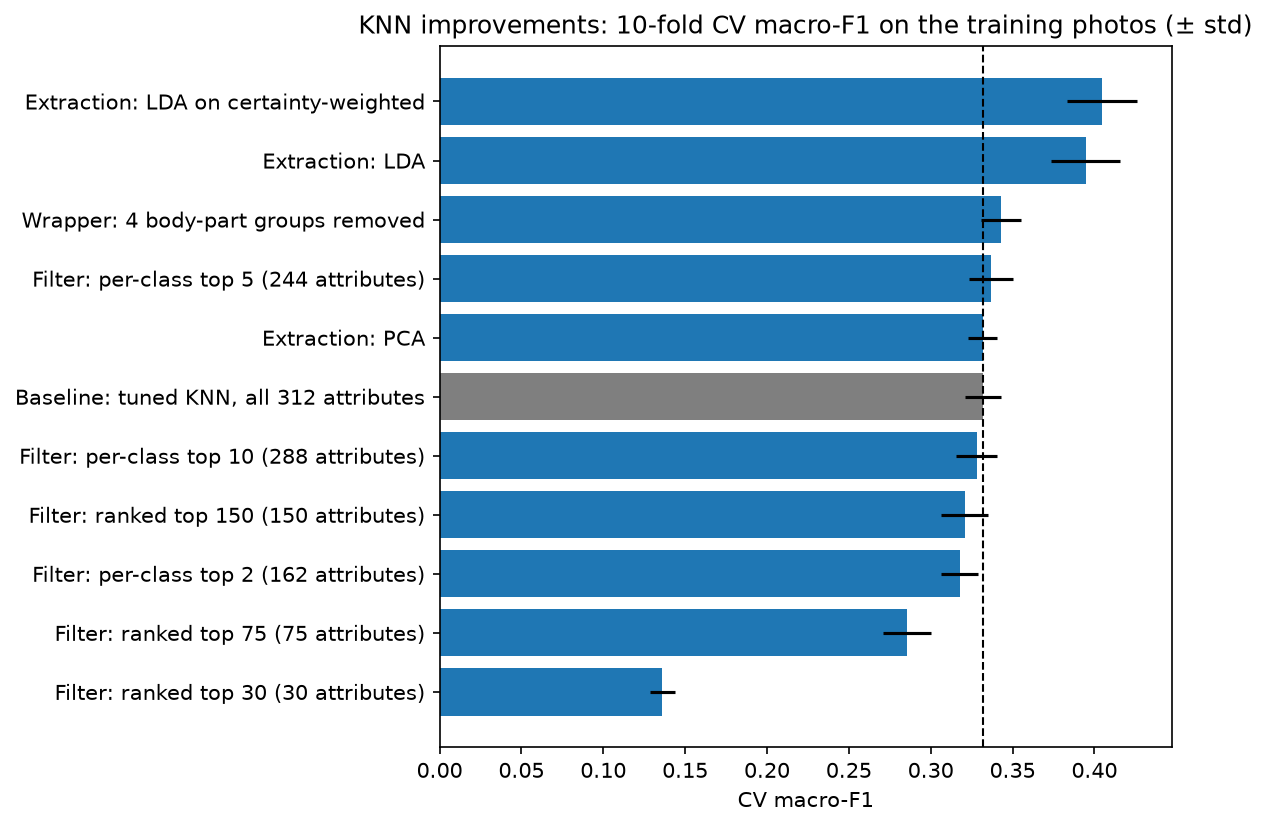 KNN improvements: 10-fold CV macro-F1 on the training photos (± std)
Extraction: LDA on certainty-weighted
Extraction: LDA
Wrapper: 4 body-part groups removed
Filter: per-class top 5 (244 attributes)
Extraction: PCA
Baseline: tuned KNN, all 312 attributes
Filter: per-class top 10 (288 attributes)
Filter: ranked top 150 (150 attributes)
Filter: per-class top 2 (162 attributes)
Filter: ranked top 75 (75 attributes)
Filter: ranked top 30 (30 attributes)
0.00 0.05 0.10 0.15 0.20 0.25 0.30 0.35 0.40
CV macro-F1